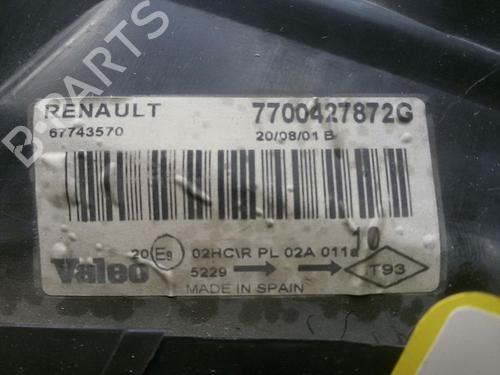 B-PARTS
RENAULT 7700427872G
67743570 20/08/01 B
10
20 E9 02HC\R PL 02A 011a
Valeo 5229 T93
MADE IN SPAIN